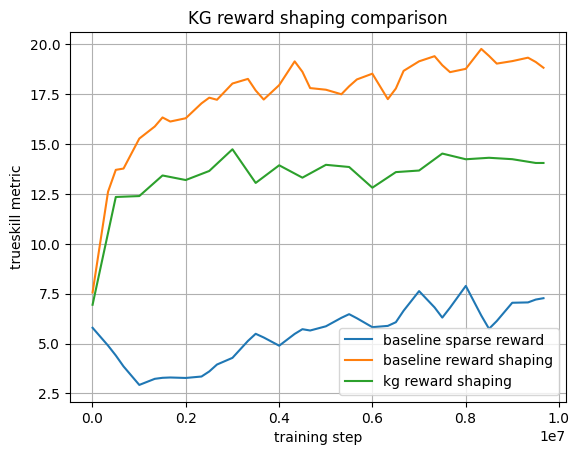 KG reward shaping comparison
trueskill metric
20.0
17.5
15.0
12.5
10.0
7.5
5.0
2.5
baseline sparse reward
baseline reward shaping
kg reward shaping
0.0
0.2
0.4
0.6
0.8
1.0
1e7
training step